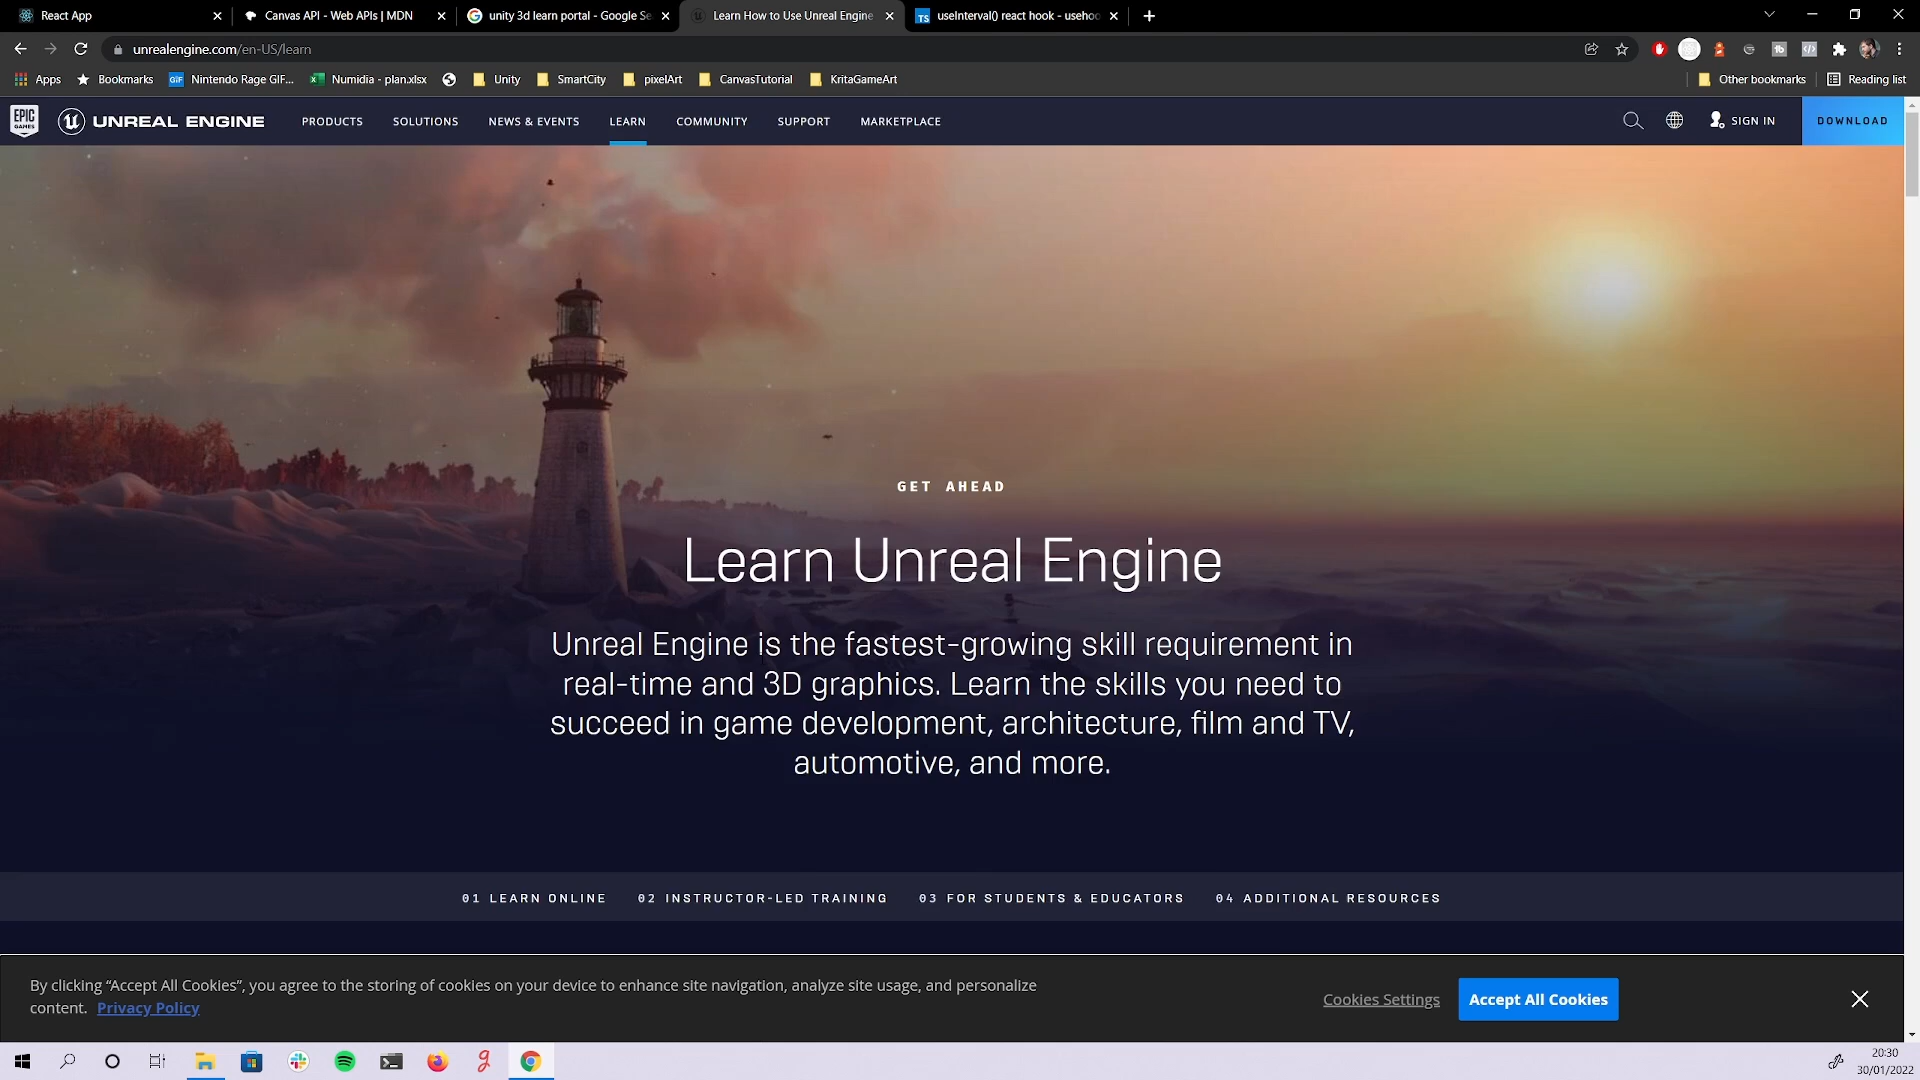 React App
Canvas API - Web APIs | MDN
unity 3d learn portal - Google Se
Learn How to Use Unreal Engine
TS
useInterval() react hook - usehoo
unrealengine.com/en-US/learn
Apps
Bookmarks
GIF
Nintendo Rage GIF...
Numidia - plan.xlsx
Unity
SmartCity
pixelArt
CanvasTutorial
KritaGameArt
Other bookmarks
Reading list
EPIC
GAMES
UNREAL ENGINE
PRODUCTS
SOLUTIONS
NEWS & EVENTS
LEARN
COMMUNITY
SUPPORT
MARKETPLACE
SIGN IN
DOWNLOAD
GET AHEAD
Learn Unreal Engine
Unreal Engine is the fastest-growing skill requirement in
real-time and 3D graphics. Learn the skills you need to
succeed in game development, architecture, film and TV,
automotive, and more.
01 LEARN ONLINE
02 INSTRUCTOR-LED TRAINING
03 FOR STUDENTS & EDUCATORS
04 ADDITIONAL RESOURCES
By clicking “Accept All Cookies”, you agree to the storing of cookies on your device to enhance site navigation, analyze site usage, and personalize
content. Privacy Policy
Cookies Settings
Accept All Cookies
20:30
30/01/2022